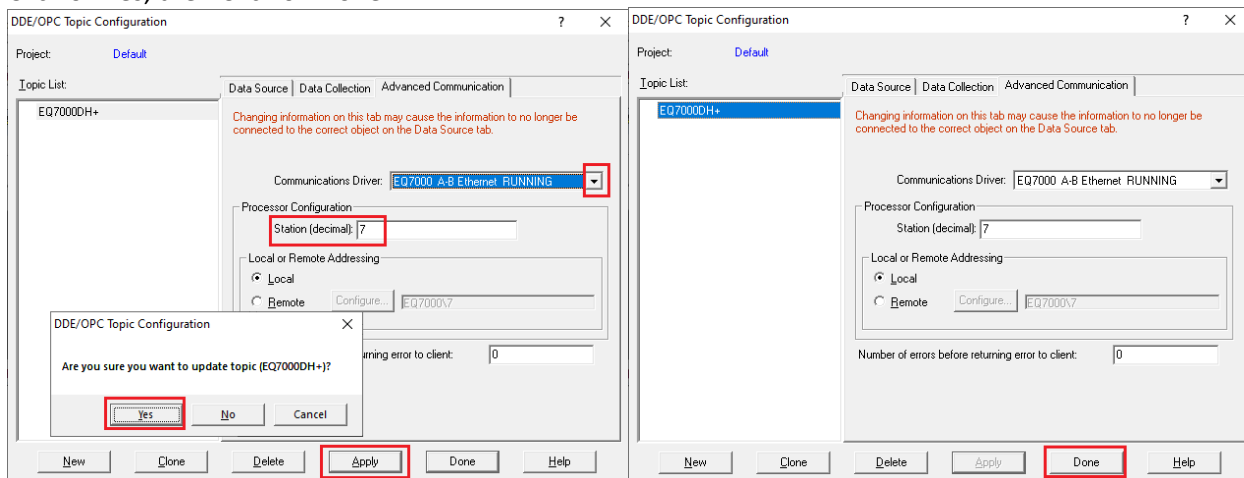 DDE/OPC Topic Configuration ? ×
Project: Default
Topic List:
EQ7000DH+
Data Source Data Collection Advanced Communication
Changing information on this tab may cause the information to no longer be
connected to the correct object on the Data Source tab.
Communications Driver: EQ7000 A-B Ethernet RUNNING
Processor Configuration
Station (decimal): 7
Local or Remote Addressing
Local
Remote Configure... EQ7000\7
urning error to client: 0
DDE/OPC Topic Configuration ×
Are you sure you want to update topic (EQ7000DH+)?
Yes No Cancel
New Clone Delete Apply Done Help
DDE/OPC Topic Configuration ? ×
Project: Default
Topic List:
EQ7000DH+
Data Source Data Collection Advanced Communication
Changing information on this tab may cause the information to no longer be
connected to the correct object on the Data Source tab.
Communications Driver: EQ7000 A-B Ethernet RUNNING
Processor Configuration
Station (decimal): 7
Local or Remote Addressing
Local
Remote Configure... EQ7000\7
Number of errors before returning error to client: 0
New Clone Delete Apply Done Help